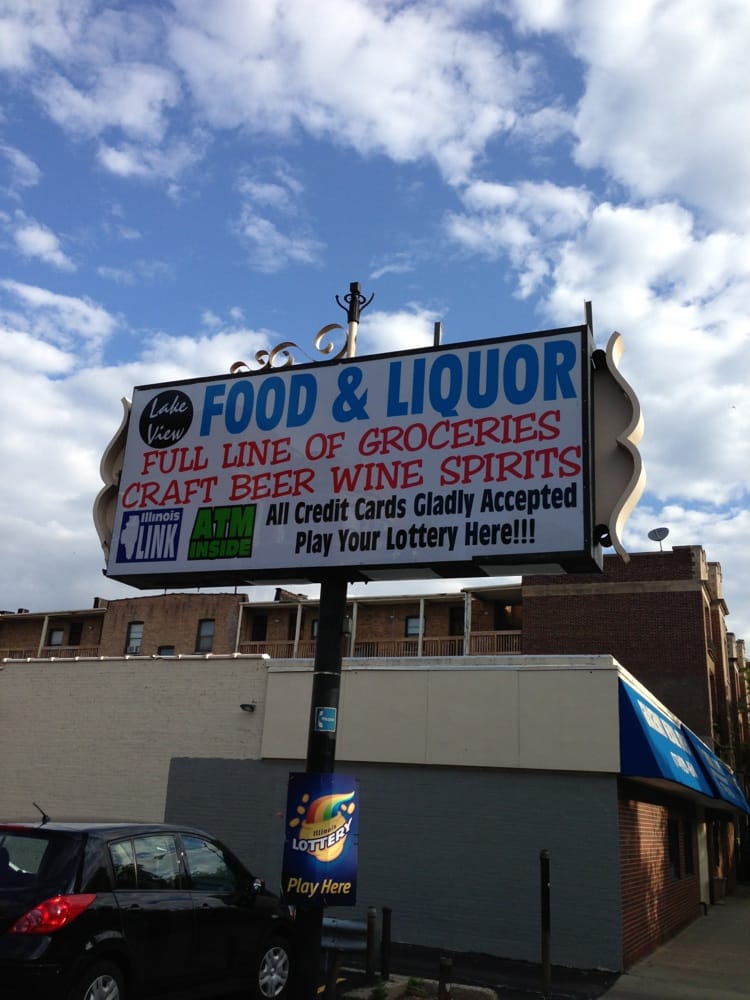 Lake
View
FOOD & LIQUOR
FULL LINE OF GROCERIES
CRAFT BEER WINE SPIRITS
Illinois
LINK
ATM
INSIDE
All Credit Cards Gladly Accepted
Play Your Lottery Here!!!
Illinois
LOTTERY
Play Here